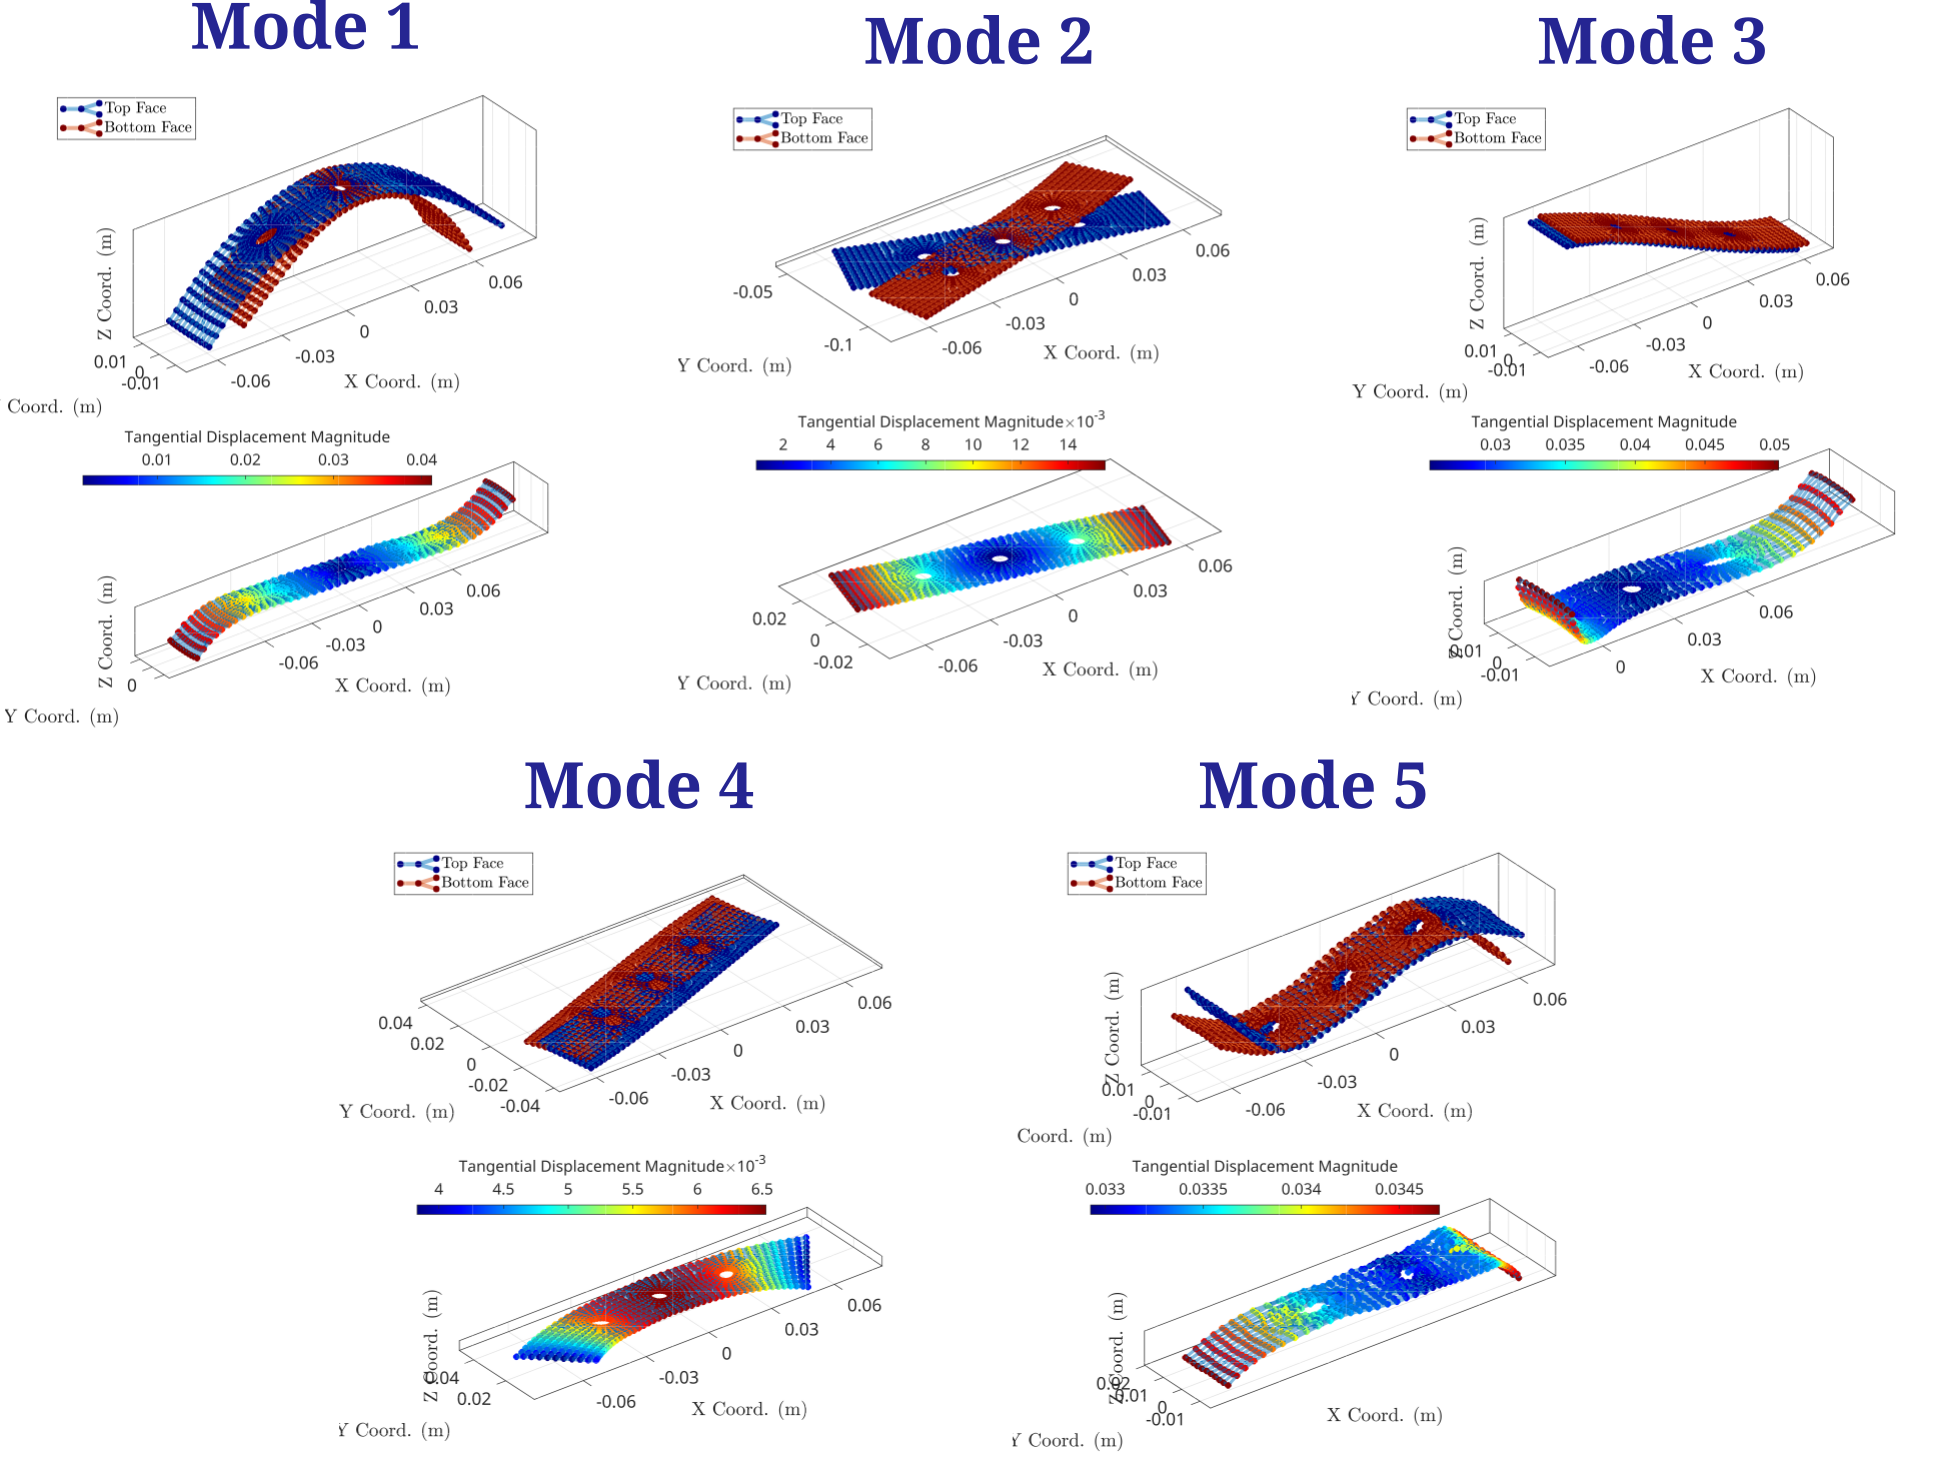 Mode 1
Top Face
Bottom Face
Z Coord. (m)
0.01
0
-0.01
-0.06
-0.03
0
0.03
0.06
X Coord. (m)
Coord. (m)
Tangential Displacement Magnitude
0.01 0.02 0.03 0.04
Z Coord. (m)
0
-0.06
-0.03
0
0.03
0.06
X Coord. (m)
Y Coord. (m)
Mode 2
Top Face
Bottom Face
-0.05
-0.1
-0.06
-0.03
0
0.03
0.06
X Coord. (m)
Y Coord. (m)
Tangential Displacement Magnitude×10-3
2 4 6 8 10 12 14
0.02
0
-0.02
-0.06
-0.03
0
0.03
0.06
X Coord. (m)
Y Coord. (m)
Mode 3
Top Face
Bottom Face
Z Coord. (m)
0.01
0
-0.01
-0.06
-0.03
0
0.03
0.06
X Coord. (m)
Y Coord. (m)
Tangential Displacement Magnitude
0.03 0.035 0.04 0.045 0.05
Z Coord. (m)
0.01
0
-0.01
0
0.03
0.06
X Coord. (m)
Y Coord. (m)
Mode 4
Top Face
Bottom Face
0.04
0.02
0
-0.02
-0.04
-0.06
-0.03
0
0.03
0.06
X Coord. (m)
Y Coord. (m)
Tangential Displacement Magnitude×10-3
4 4.5 5 5.5 6 6.5
Z Coord. (m)
0.04
0.02
-0.06
-0.03
0
0.03
0.06
X Coord. (m)
Y Coord. (m)
Mode 5
Top Face
Bottom Face
Z Coord. (m)
0.01
0
-0.01
-0.06
-0.03
0
0.03
0.06
X Coord. (m)
Coord. (m)
Tangential Displacement Magnitude
0.033 0.0335 0.034 0.0345
Z Coord. (m)
0.02
0.01
0
-0.01
X Coord. (m)
Y Coord. (m)